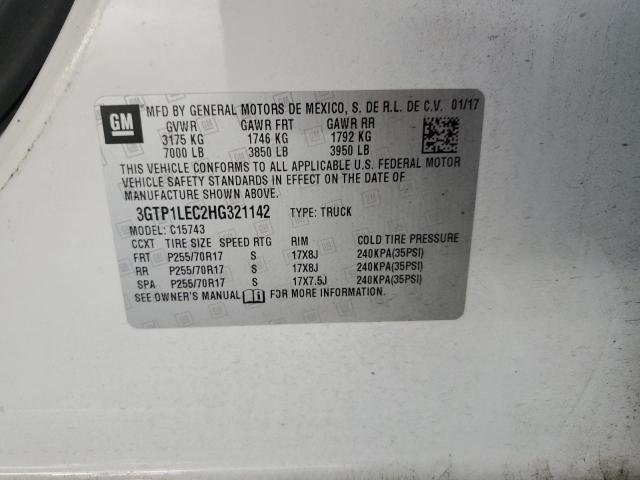 GM
MFD BY GENERAL MOTORS DE MEXICO, S. DE R.L. DE C.V. 01/17
GVWR GAWR FRT GAWR RR
3175 KG 1746 KG 1792 KG
7000 LB 3850 LB 3950 LB
THIS VEHICLE CONFORMS TO ALL APPLICABLE U.S. FEDERAL MOTOR
VEHICLE SAFETY STANDARDS IN EFFECT ON THE DATE OF
MANUFACTURE SHOWN ABOVE.
3GTP1LEC2HG321142 TYPE: TRUCK
MODEL: C15743
CCXT TIRE SIZE SPEED RTG RIM COLD TIRE PRESSURE
FRT P255/70R17 S 17X8J 240KPA(35PSI)
RR P255/70R17 S 17X8J 240KPA(35PSI)
SPA P255/70R17 S 17X7.5J 240KPA(35PSI)
SEE OWNER'S MANUAL FOR MORE INFORMATION.